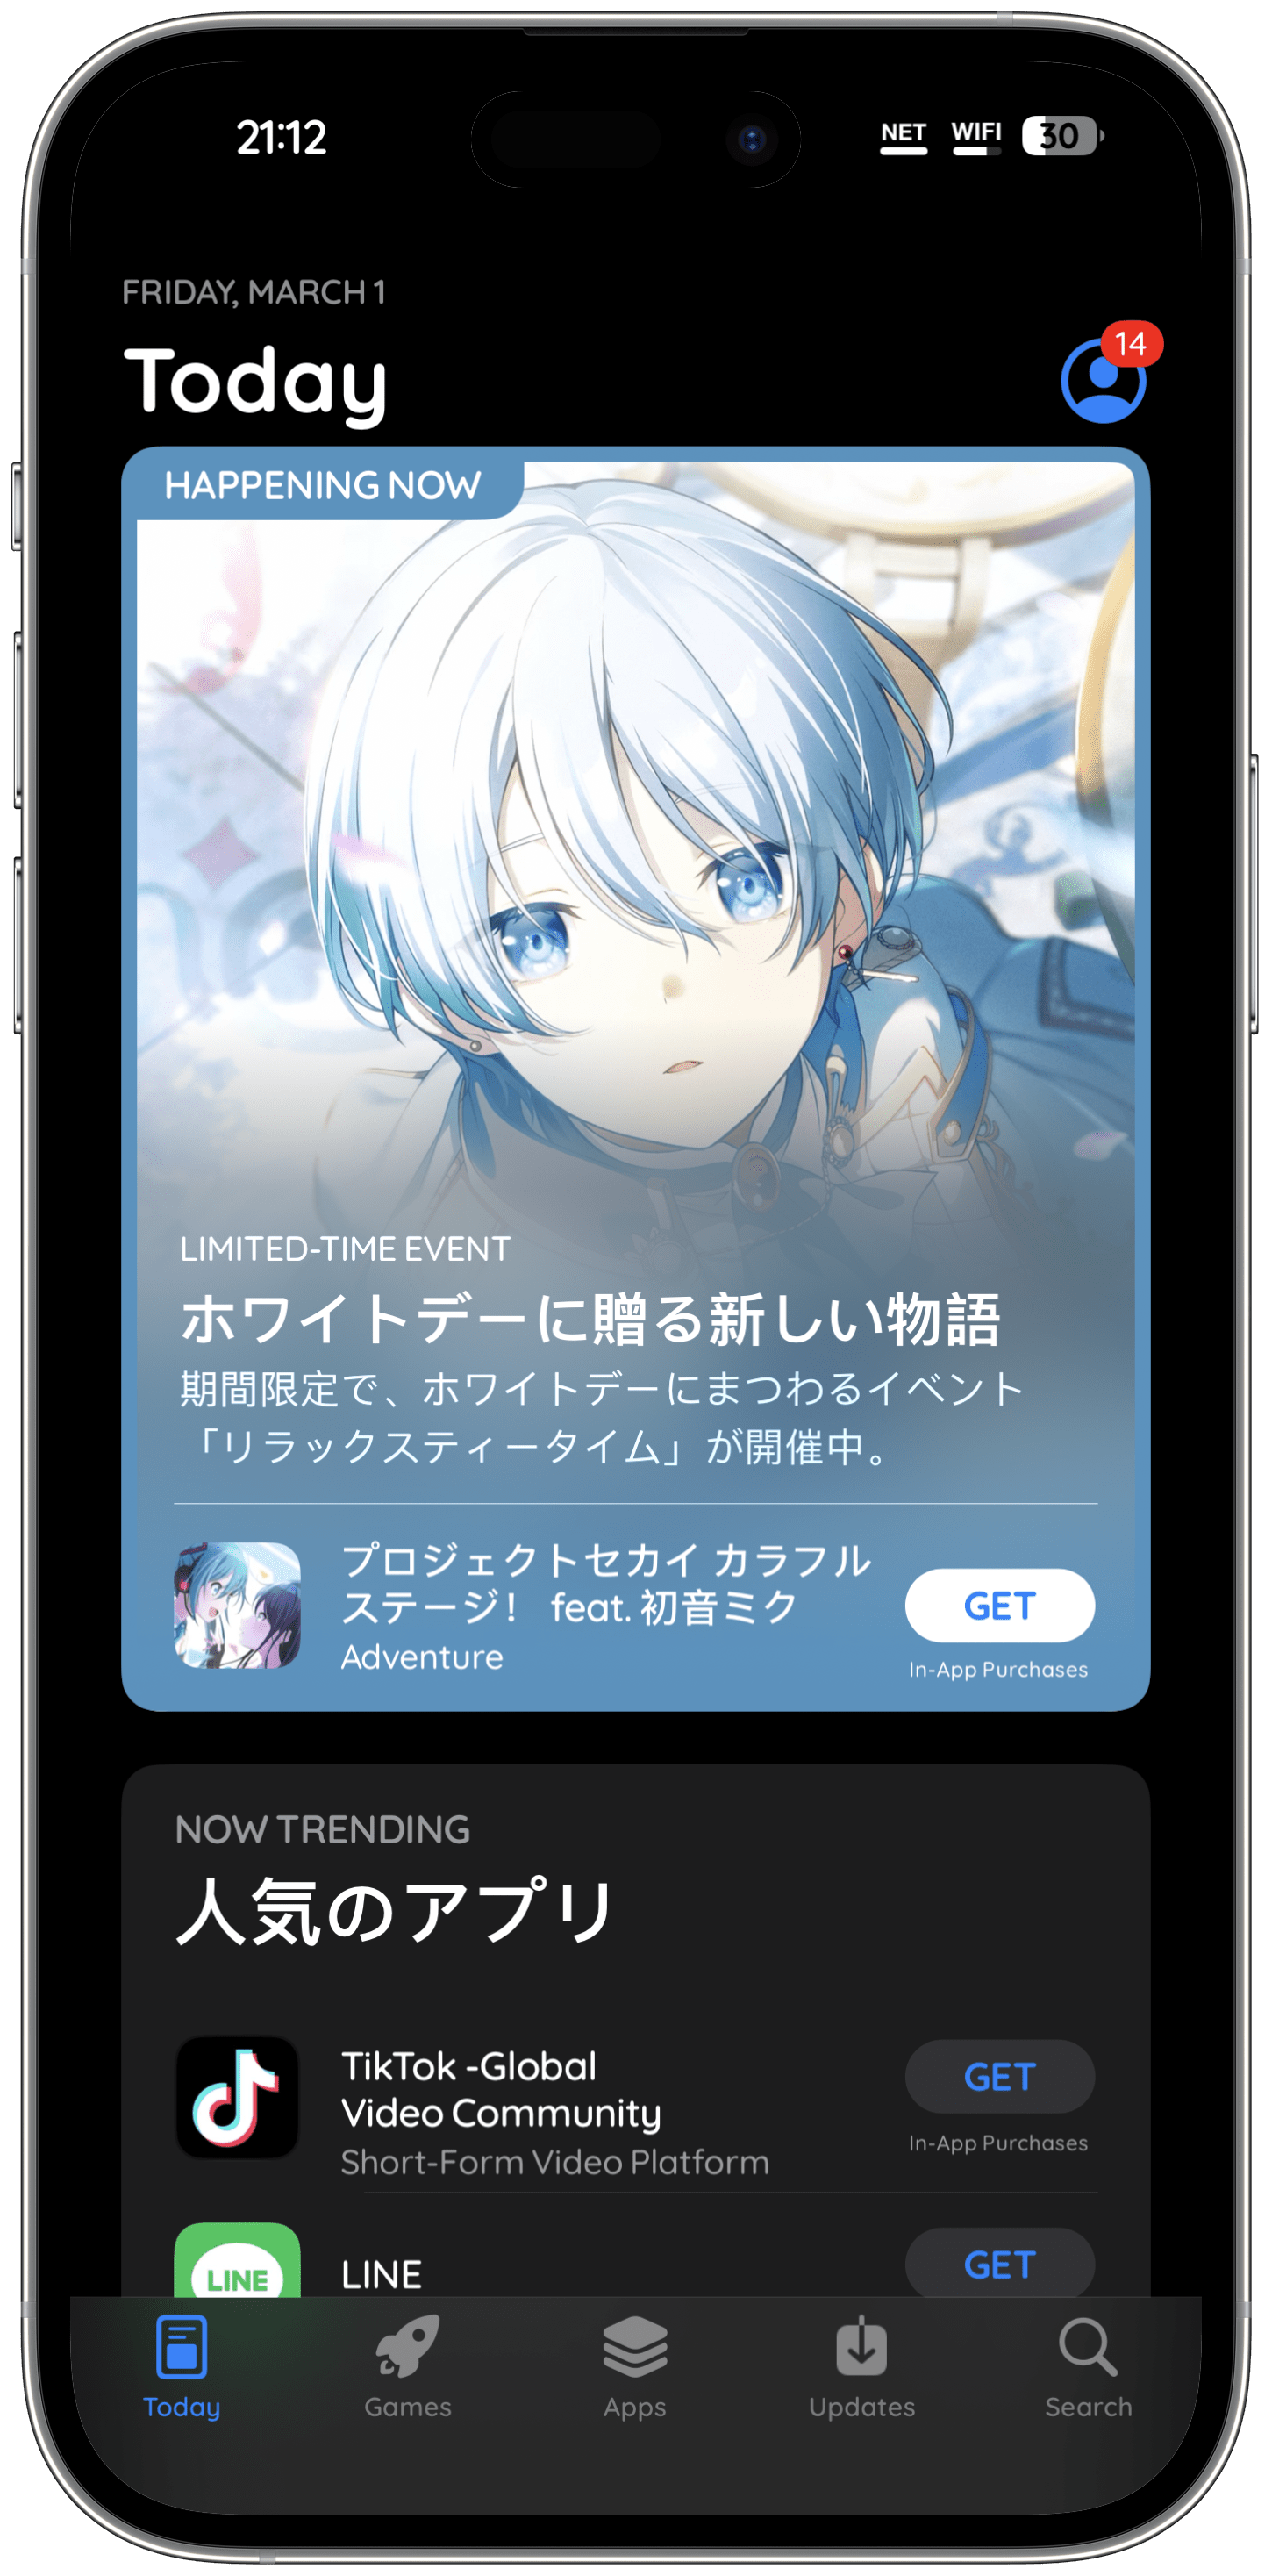 21:12
NET WIFI 30
FRIDAY, MARCH 1
Today
14
HAPPENING NOW
LIMITED-TIME EVENT
ホワイトデーに贈る新しい物語
期間限定で、ホワイトデーにまつわるイベント
「リラックスティータイム」が開催中。
プロジェクトセカイ カラフル
ステージ！ feat. 初音ミク
Adventure
GET
In-App Purchases
NOW TRENDING
人気のアプリ
TikTok -Global
Video Community
Short-Form Video Platform
GET
In-App Purchases
LINE
LINE
GET
Today
Games
Apps
Updates
Search